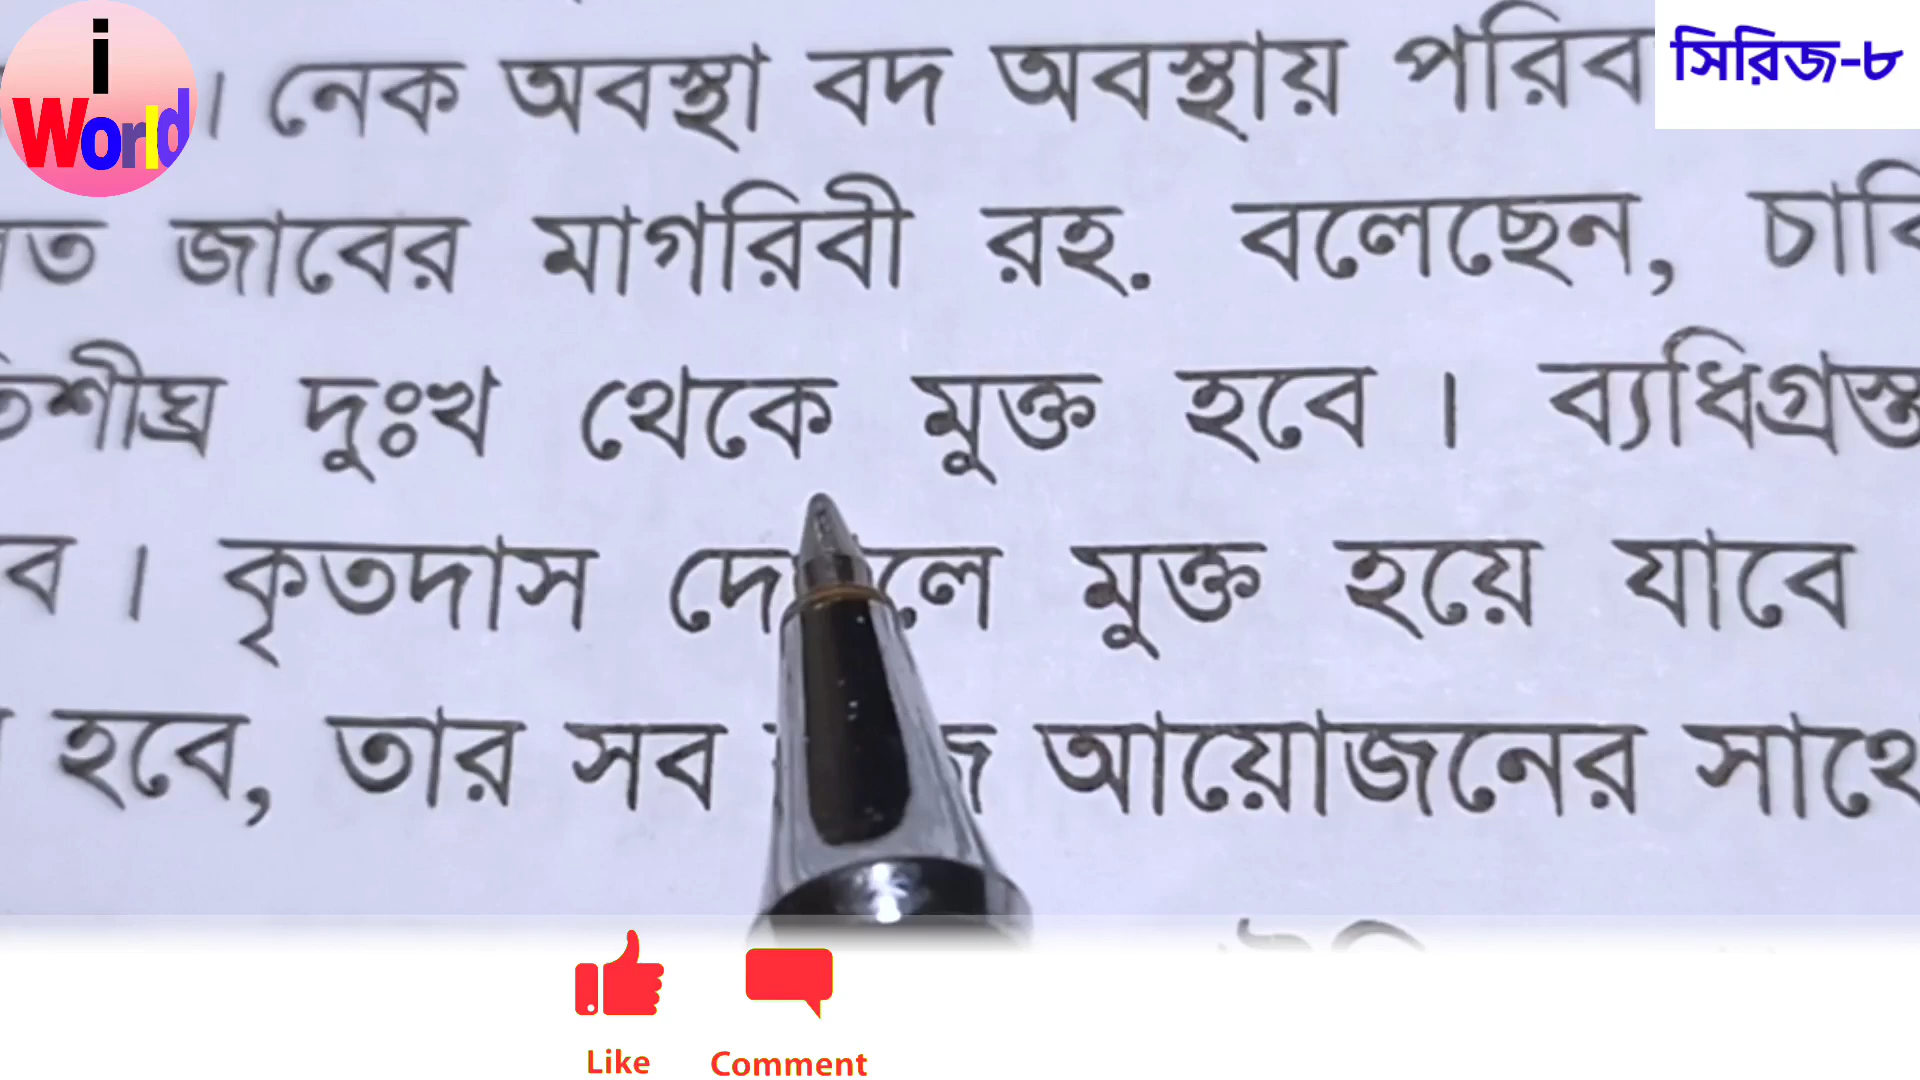 i
World
সিরিজ-৮
। নেক অবস্থা বদ অবস্থায়
জাবের মাগরিবী রহ. বলেছেন,
দুঃখ থেকে মুক্ত হবে । ব্যধিগ্রস্ত
। কৃতদাস মুক্ত হয়ে যাবে
হবে, তার সব আয়োজনের
Like
Comment